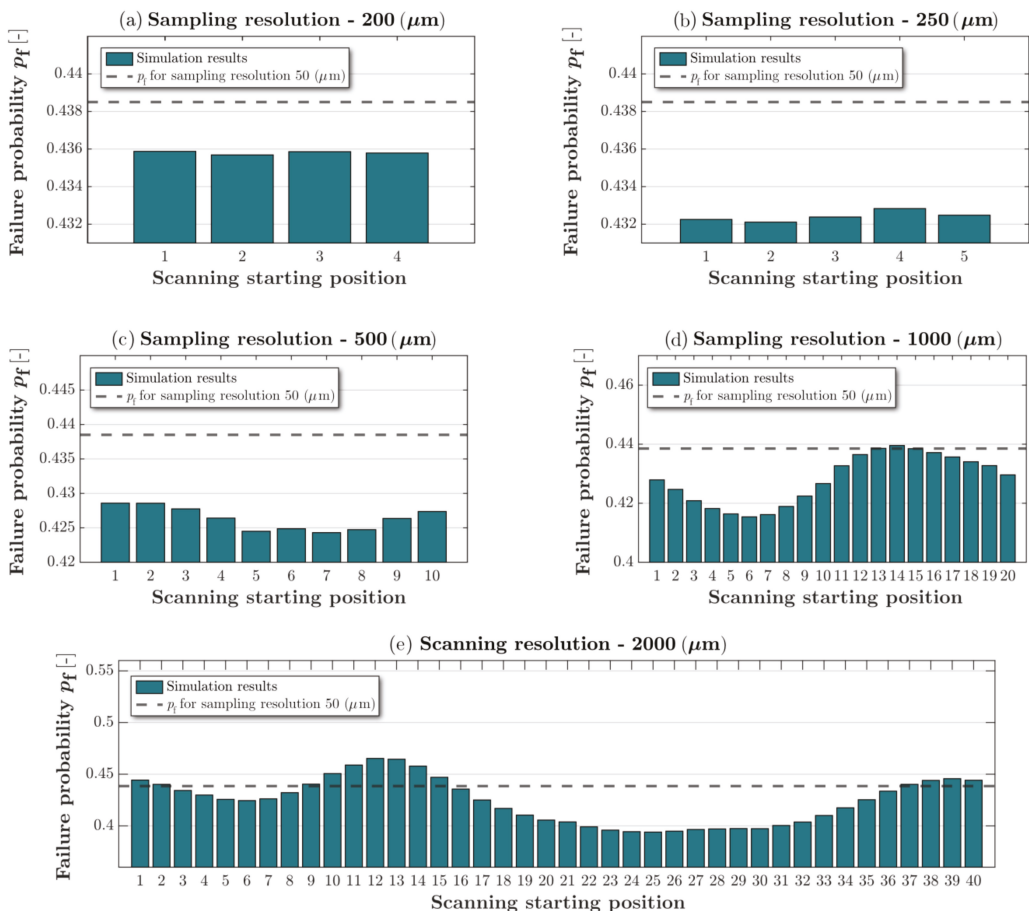 (a) Sampling resolution - 200 (μm)
Failure probability p_f [-]
0.44
0.438
0.436
0.434
0.432
Simulation results
p_f for sampling resolution 50 (μm)
1 2 3 4
Scanning starting position
(b) Sampling resolution - 250 (μm)
Failure probability p_f [-]
0.44
0.438
0.436
0.434
0.432
Simulation results
p_f for sampling resolution 50 (μm)
1 2 3 4 5
Scanning starting position
(c) Sampling resolution - 500 (μm)
Failure probability p_f [-]
0.445
0.44
0.435
0.43
0.425
0.42
Simulation results
p_f for sampling resolution 50 (μm)
1 2 3 4 5 6 7 8 9 10
Scanning starting position
(d) Sampling resolution - 1000 (μm)
Failure probability p_f [-]
0.46
0.44
0.42
0.4
Simulation results
p_f for sampling resolution 50 (μm)
1 2 3 4 5 6 7 8 9 10 11 12 13 14 15 16 17 18 19 20
Scanning starting position
(e) Scanning resolution - 2000 (μm)
Failure probability p_f [-]
0.55
0.5
0.45
0.4
Simulation results
p_f for sampling resolution 50 (μm)
1 2 3 4 5 6 7 8 9 10 11 12 13 14 15 16 17 18 19 20 21 22 23 24 25 26 27 28 29 30 31 32 33 34 35 36 37 38 39 40
Scanning starting position